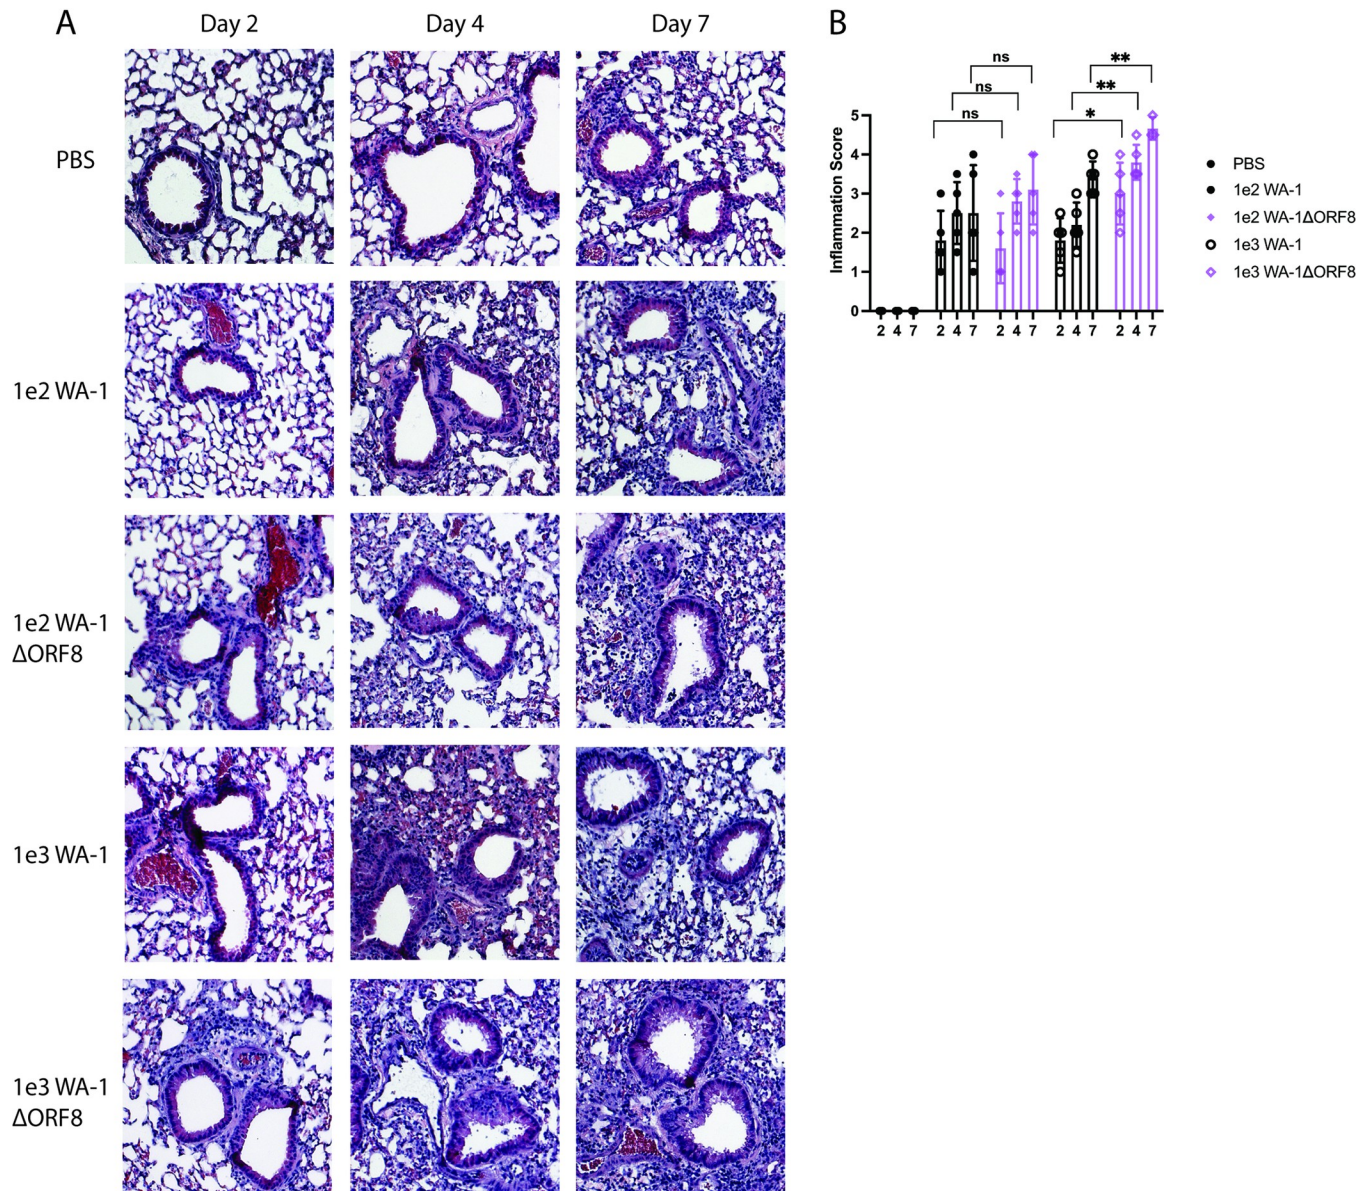 A
Day 2
Day 4
Day 7
PBS
1e2 WA-1
1e2 WA-1
ΔORF8
1e3 WA-1
1e3 WA-1
ΔORF8
B
ns
**
ns
**
ns
*
Inflammation Score
5
4
3
2
1
0
2 4 7 2 4 7 2 4 7 2 4 7 2 4 7
PBS
1e2 WA-1
1e2 WA-1ΔORF8
1e3 WA-1
1e3 WA-1ΔORF8